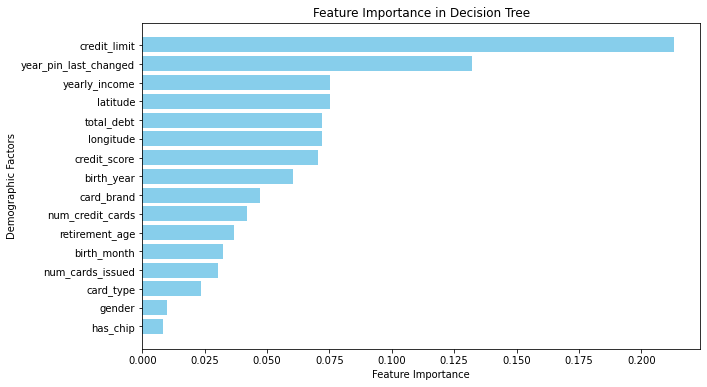 Feature Importance in Decision Tree
Demographic Factors
credit_limit
year_pin_last_changed
yearly_income
latitude
total_debt
longitude
credit_score
birth_year
card_brand
num_credit_cards
retirement_age
birth_month
num_cards_issued
card_type
gender
has_chip
0.000 0.025 0.050 0.075 0.100 0.125 0.150 0.175 0.200
Feature Importance